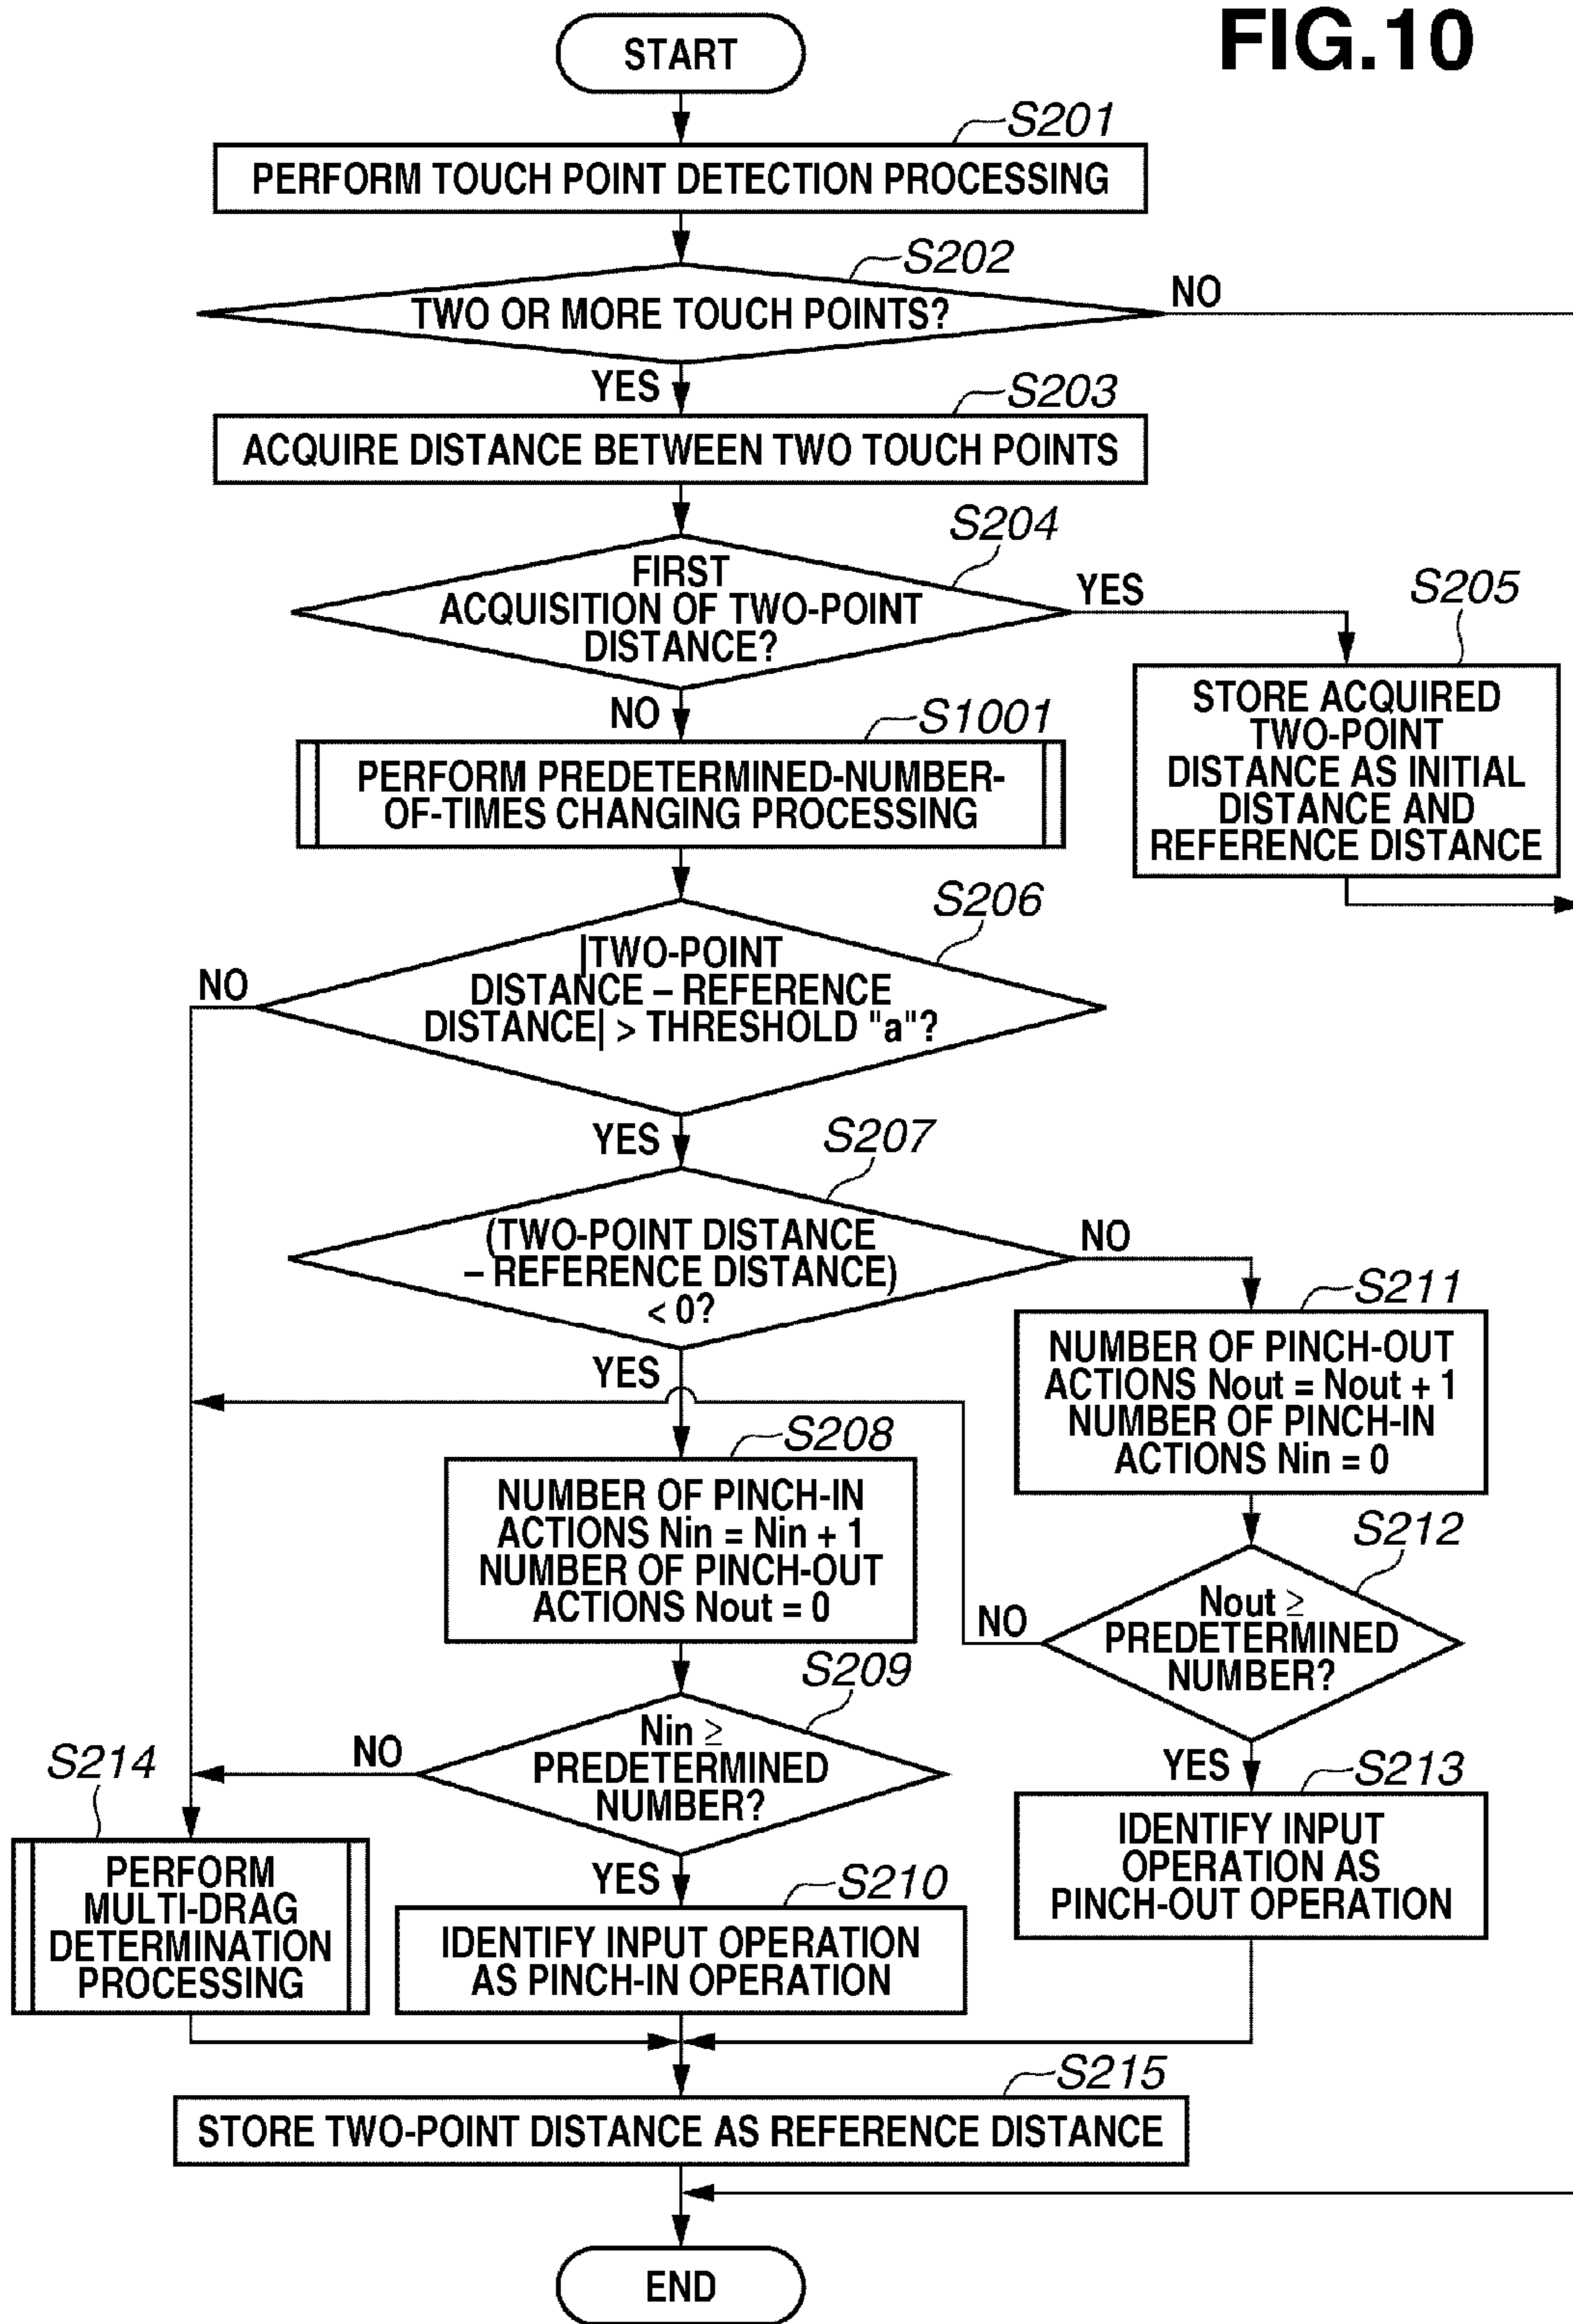 FIG.10
START
S201
PERFORM TOUCH POINT DETECTION PROCESSING
S202
TWO OR MORE TOUCH POINTS?
NO
YES
S203
ACQUIRE DISTANCE BETWEEN TWO TOUCH POINTS
S204
FIRST
ACQUISITION OF TWO-POINT
DISTANCE?
YES
S205
STORE ACQUIRED
TWO-POINT
DISTANCE AS INITIAL
DISTANCE AND
REFERENCE DISTANCE
NO
S1001
PERFORM PREDETERMINED-NUMBER-
OF-TIMES CHANGING PROCESSING
S206
|TWO-POINT
DISTANCE – REFERENCE
DISTANCE| > THRESHOLD "a"?
NO
YES
S207
(TWO-POINT DISTANCE
– REFERENCE DISTANCE)
< 0?
NO
YES
S211
NUMBER OF PINCH-OUT
ACTIONS Nout = Nout + 1
NUMBER OF PINCH-IN
ACTIONS Nin = 0
S208
NUMBER OF PINCH-IN
ACTIONS Nin = Nin + 1
NUMBER OF PINCH-OUT
ACTIONS Nout = 0
S212
Nout ≥
PREDETERMINED
NUMBER?
NO
YES
S209
Nin ≥
PREDETERMINED
NUMBER?
NO
YES
S213
IDENTIFY INPUT
OPERATION AS
PINCH-OUT OPERATION
S214
PERFORM
MULTI-DRAG
DETERMINATION
PROCESSING
S210
IDENTIFY INPUT OPERATION
AS PINCH-IN OPERATION
S215
STORE TWO-POINT DISTANCE AS REFERENCE DISTANCE
END